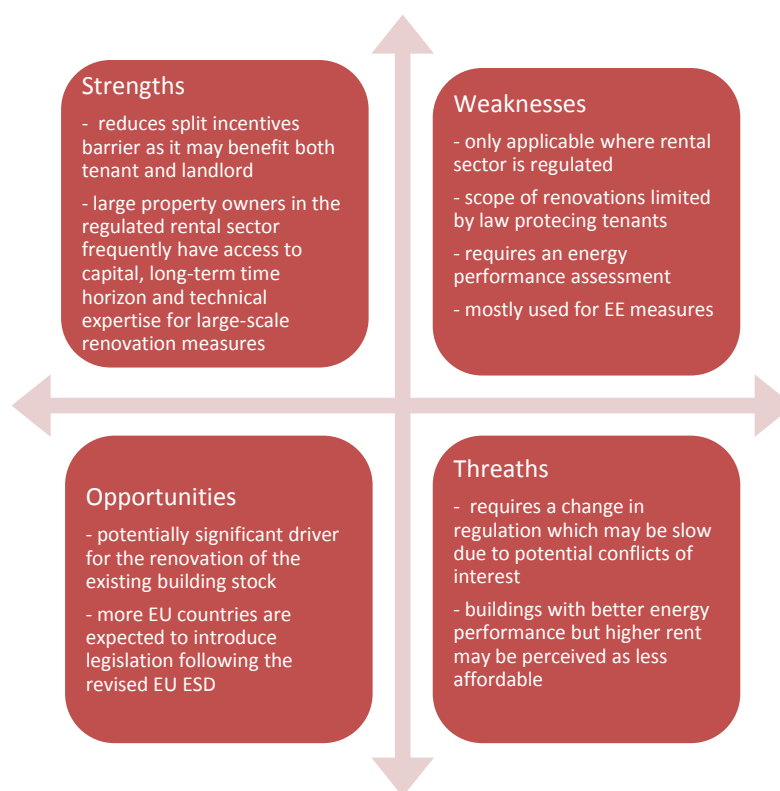 Strengths
- reduces split incentives
barrier as it may benefit both
tenant and landlord
- large property owners in the
regulated rental sector
frequently have access to
capital, long-term time
horizon and technical
expertise for large-scale
renovation measures
Weaknesses
- only applicable where rental
sector is regulated
- scope of renovations limited
by law protecing tenants
- requires an energy
performance assessment
- mostly used for EE measures
Opportunities
- potentially significant driver
for the renovation of the
existing building stock
- more EU countries are
expected to introduce
legislation following the
revised EU ESD
Threaths
- requires a change in
regulation which may be slow
due to potential conflicts of
interest
- buildings with better energy
performance but higher rent
may be perceived as less
affordable